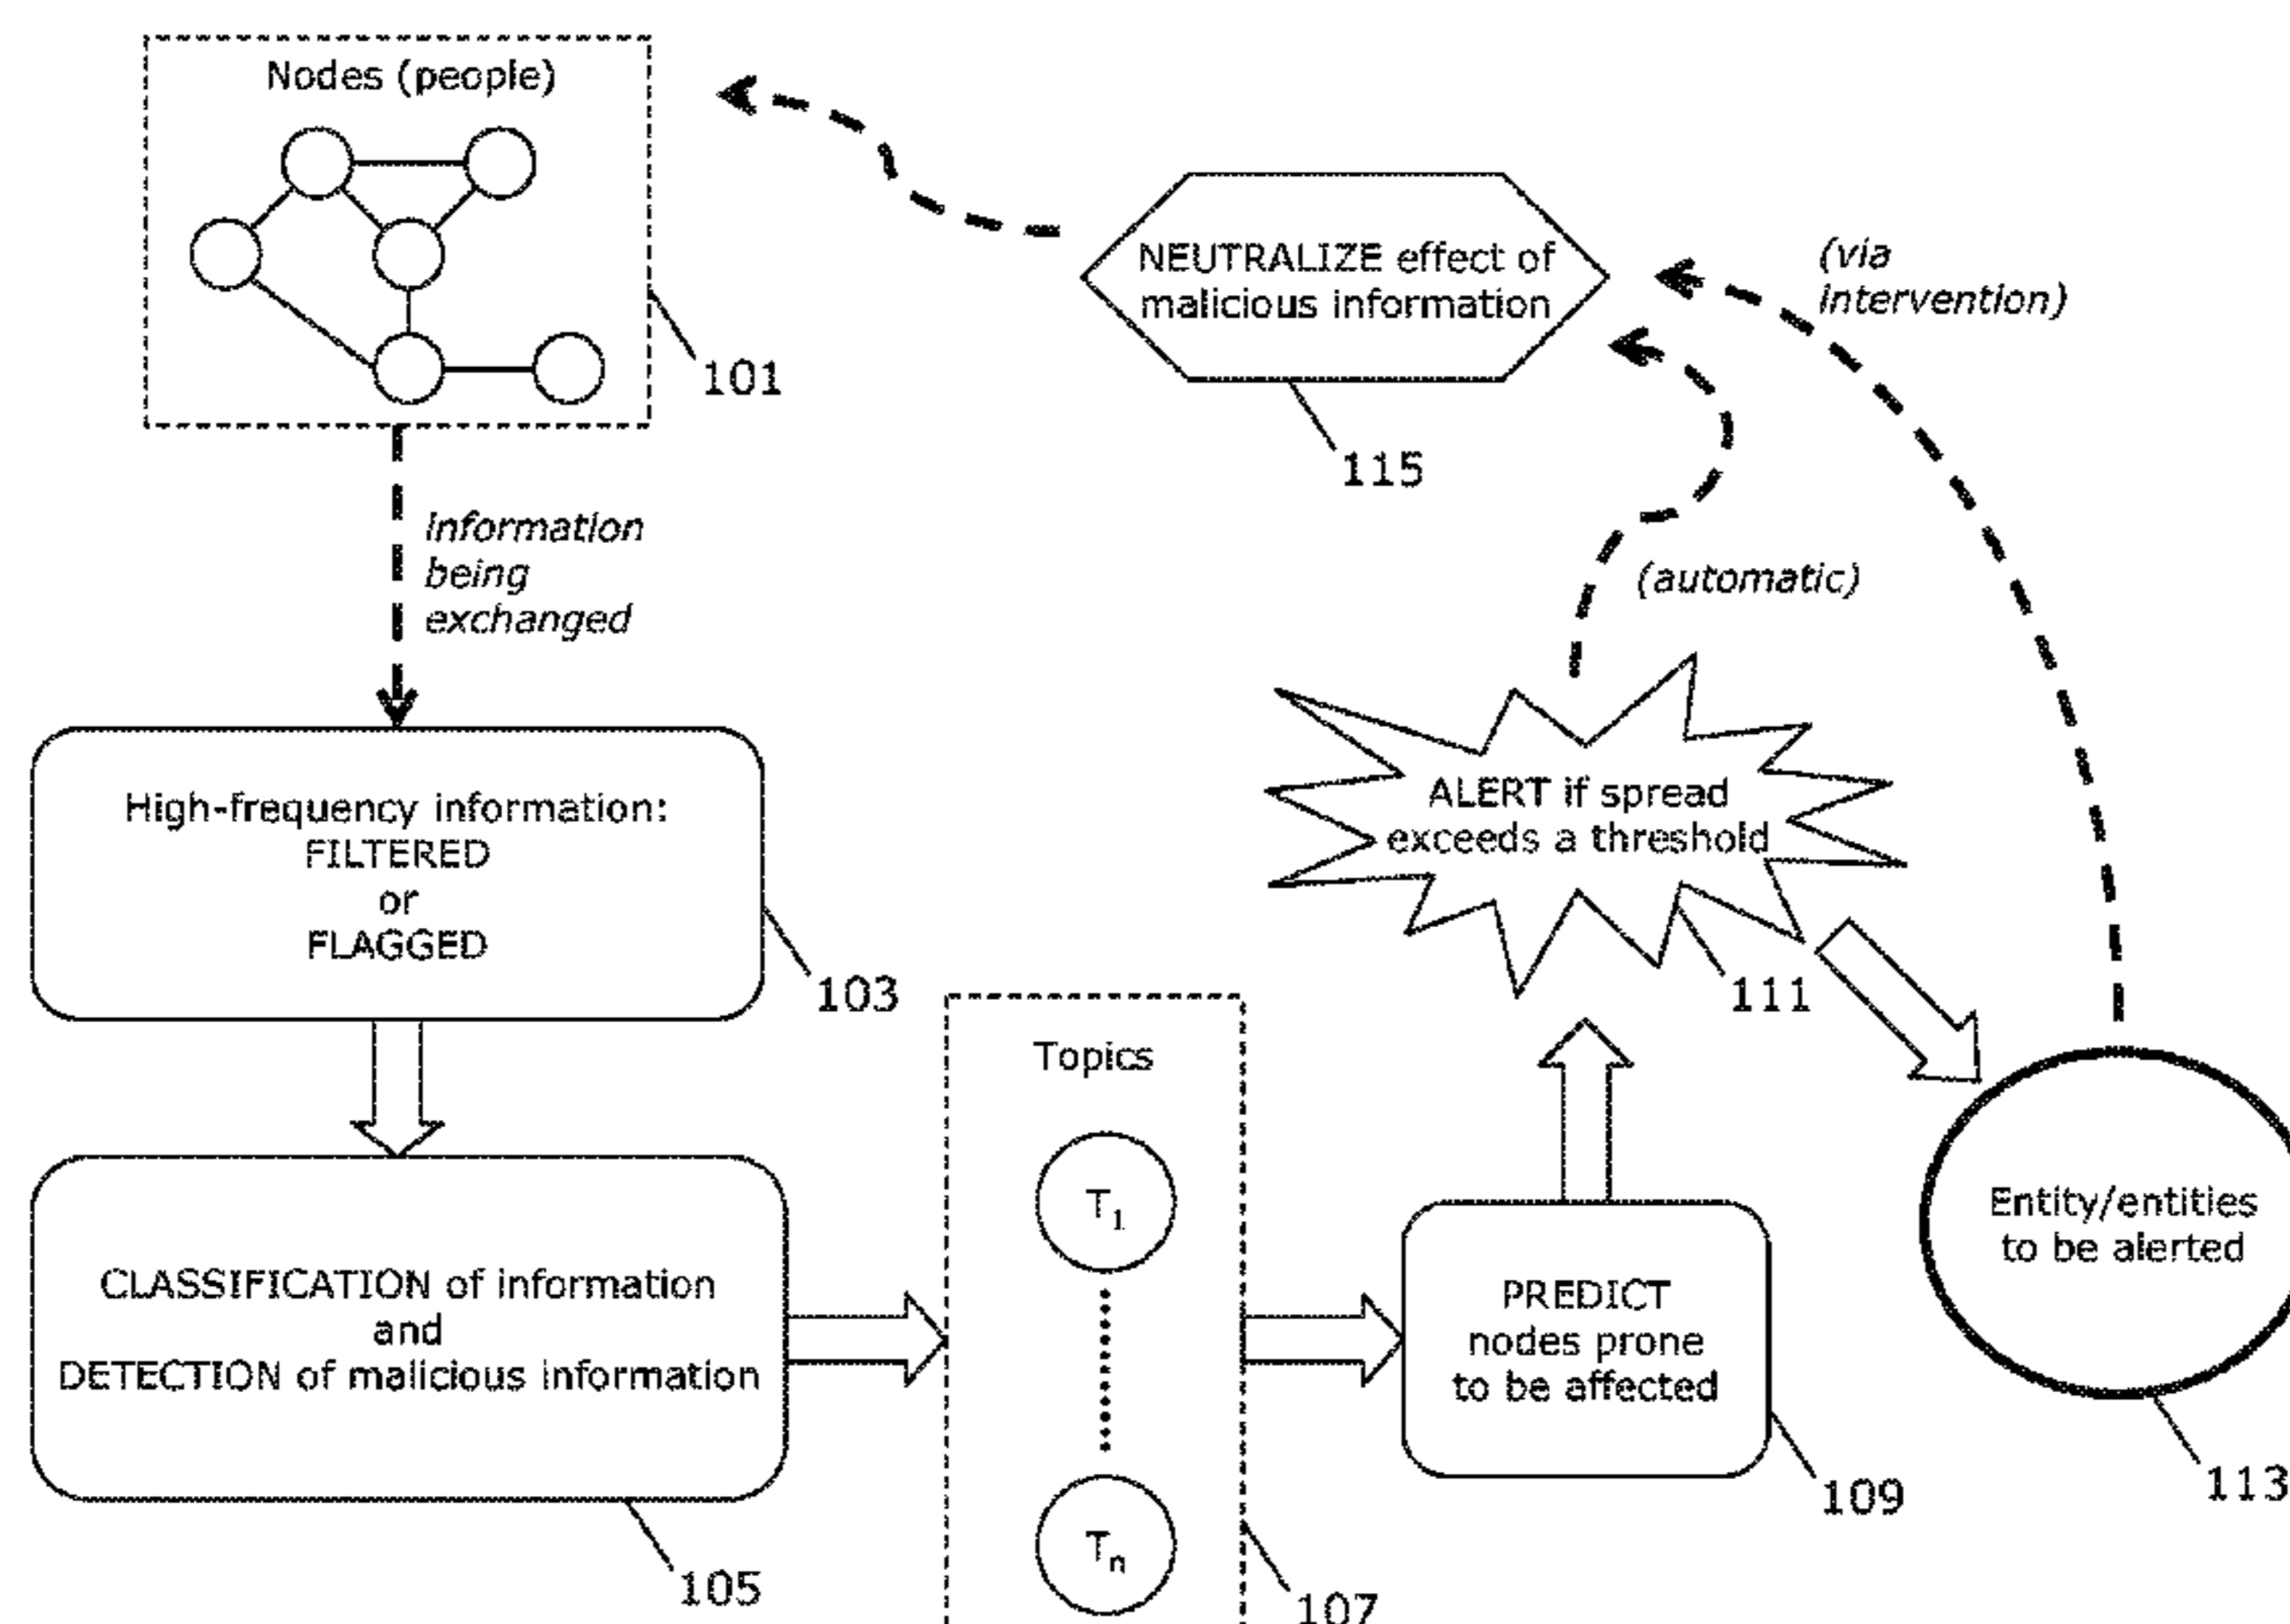 Nodes (people)
101
Information
being
exchanged
NEUTRALIZE effect of
malicious information
115
(via
intervention)
(automatic)
High-frequency information:
FILTERED
or
FLAGGED
103
ALERT if spread
exceeds a threshold
111
CLASSIFICATION of information
and
DETECTION of malicious information
105
Topics
T₁
Tₙ
107
PREDICT
nodes prone
to be affected
109
Entity/entities
to be alerted
113